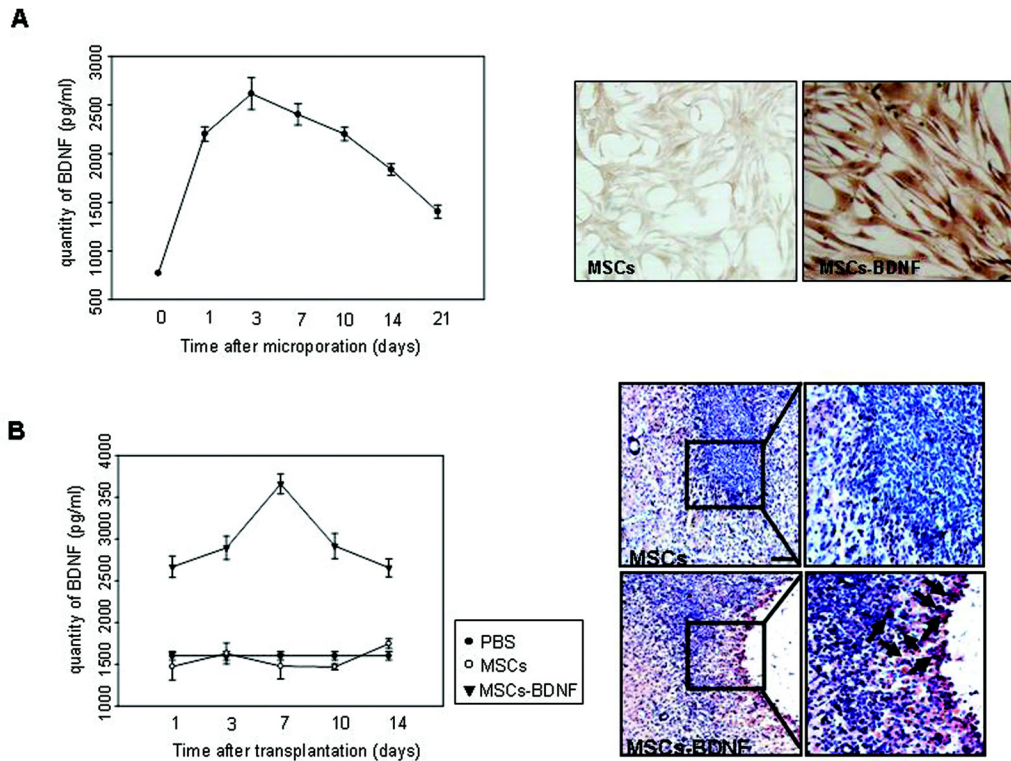 A
quantity of BDNF (pg/ml)
3000
2500
2000
1500
1000
500
0 1 3 7 10 14 21
Time after microporation (days)
MSCs
MSCs-BDNF
B
quantity of BDNF (pg/ml)
4000
350
3000
2500
2000
1500
1000
1 3 7 10 14
Time after transplantation (days)
PBS
MSCs
MSCs-BDNF
MSCs
MSCs-BDNF